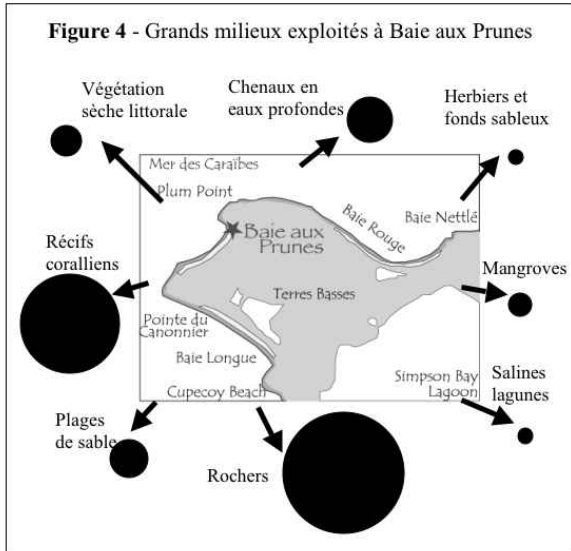 Figure 4 - Grands milieux exploités à Baie aux Prunes
Végétation
sèche littorale
Chenaux en
eaux profondes
Herbiers et
fonds sableux
Mer des Caraïbes
Plum Point
Baie Rouge
Baie Nettlé
Baie aux
Prunes
Récifs
coralliens
Mangroves
Terres Basses
Pointe du
Canonnier
Baie Longue
Cupecoy Beach
Simpson Bay
Lagoon
Salines
lagunes
Plages
de sable
Rochers